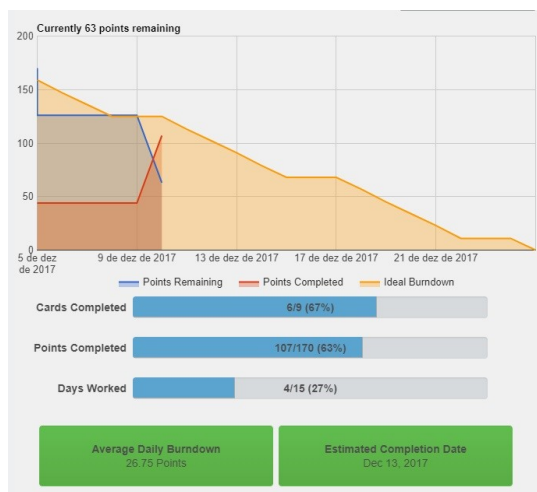 Currently 63 points remaining
200
150
100
50
0
5 de dez de 2017
9 de dez de 2017
13 de dez de 2017
17 de dez de 2017
21 de dez de 2017
Points Remaining
Points Completed
Ideal Burndown
Cards Completed
6/9 (67%)
Points Completed
107/170 (63%)
Days Worked
4/15 (27%)
Average Daily Burndown
26.75 Points
Estimated Completion Date
Dec 13, 2017